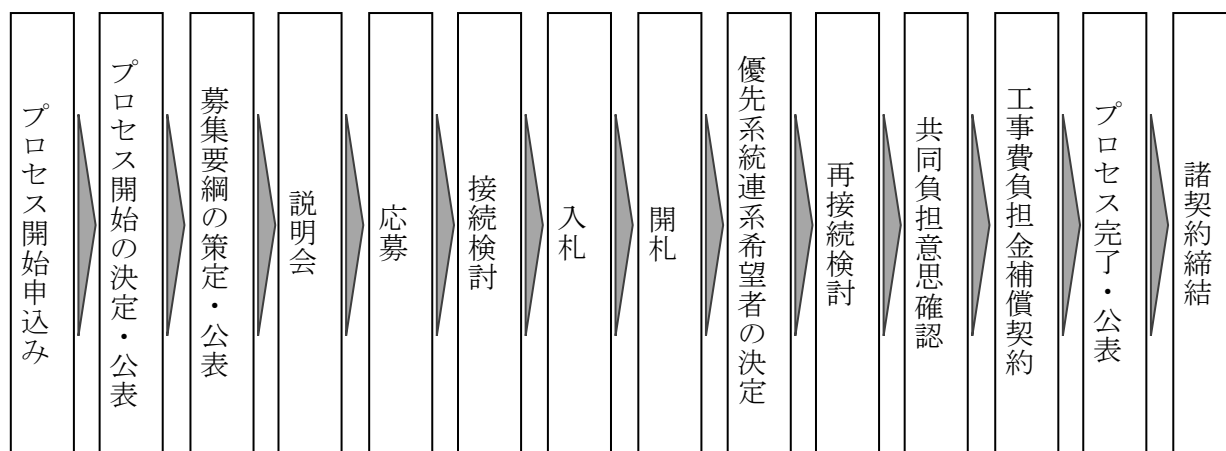 プロセス開始申込み
プロセス開始の決定・公表
募集要綱の策定・公表
説明会
応募
接続検討
入札
開札
優先系統連系希望者の決定
再接続検討
共同負担意思確認
工事費負担金補償契約
プロセス完了・公表
諸契約締結